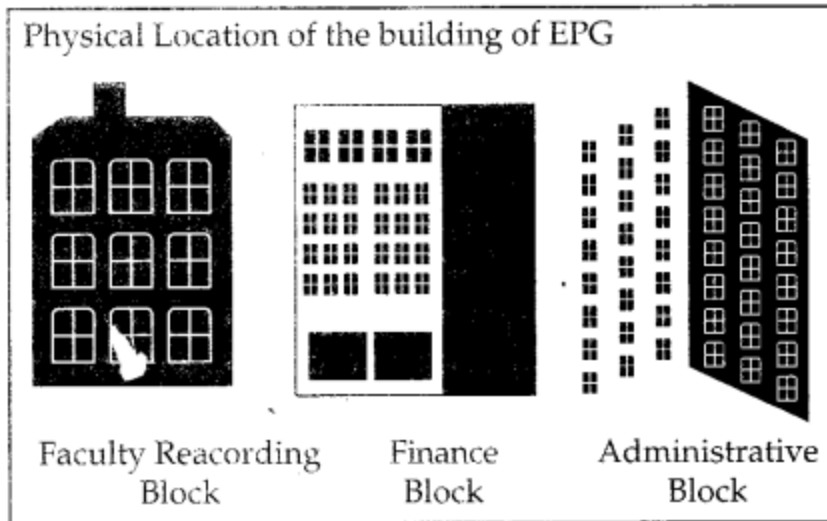 Physical Location of the building of EPG
Faculty Reacording
Block
Finance
Block
Administrative
Block